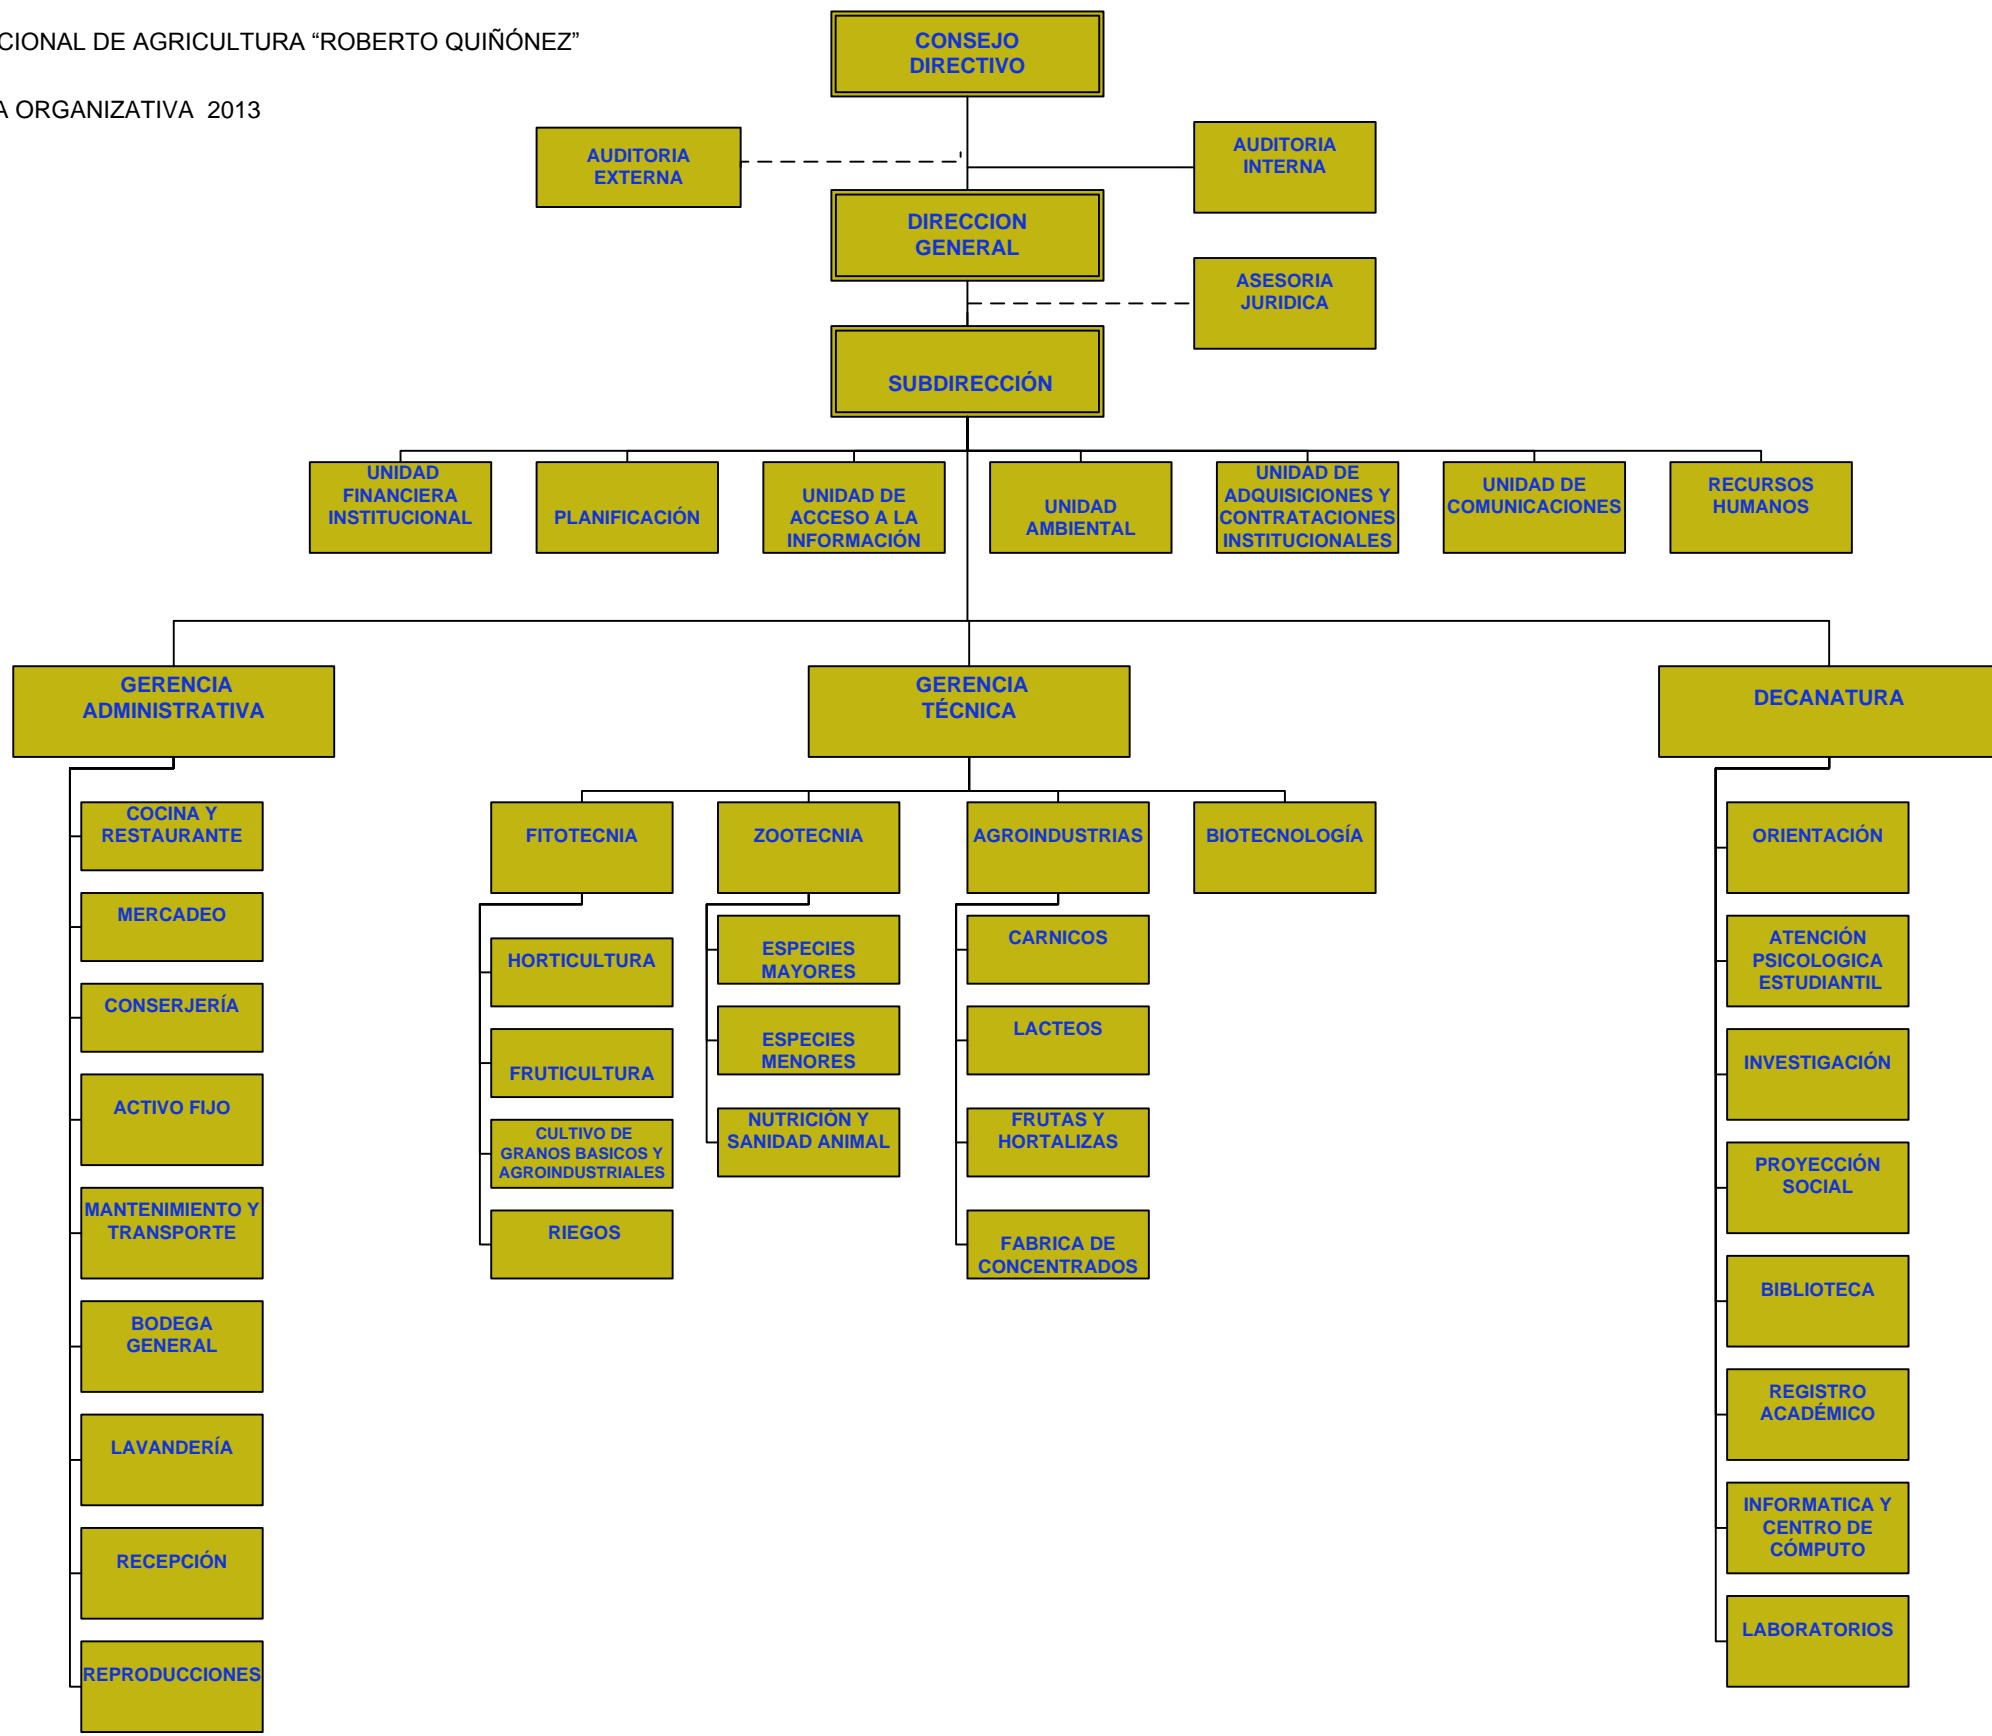 CIONAL DE AGRICULTURA “ROBERTO QUIÑÓNEZ”
A ORGANIZATIVA  2013
CONSEJO
DIRECTIVO
AUDITORIA
EXTERNA
AUDITORIA
INTERNA
DIRECCION
GENERAL
ASESORIA
JURIDICA
SUBDIRECCIÓN
UNIDAD
FINANCIERA
INSTITUCIONAL
PLANIFICACIÓN
UNIDAD DE
ACCESO A LA
INFORMACIÓN
UNIDAD
AMBIENTAL
UNIDAD DE
ADQUISICIONES Y
CONTRATACIONES
INSTITUCIONALES
UNIDAD DE
COMUNICACIONES
RECURSOS
HUMANOS
GERENCIA
ADMINISTRATIVA
GERENCIA
TÉCNICA
DECANATURA
COCINA Y
RESTAURANTE
MERCADEO
CONSERJERÍA
ACTIVO FIJO
MANTENIMIENTO Y
TRANSPORTE
BODEGA
GENERAL
LAVANDERÍA
RECEPCIÓN
REPRODUCCIONES
FITOTECNIA
HORTICULTURA
FRUTICULTURA
CULTIVO DE
GRANOS BASICOS Y
AGROINDUSTRIALES
RIEGOS
ZOOTECNIA
ESPECIES
MAYORES
ESPECIES
MENORES
NUTRICIÓN Y
SANIDAD ANIMAL
AGROINDUSTRIAS
CARNICOS
LACTEOS
FRUTAS Y
HORTALIZAS
FABRICA DE
CONCENTRADOS
BIOTECNOLOGÍA
ORIENTACIÓN
ATENCIÓN
PSICOLOGICA
ESTUDIANTIL
INVESTIGACIÓN
PROYECCIÓN
SOCIAL
BIBLIOTECA
REGISTRO
ACADÉMICO
INFORMATICA Y
CENTRO DE
CÓMPUTO
LABORATORIOS